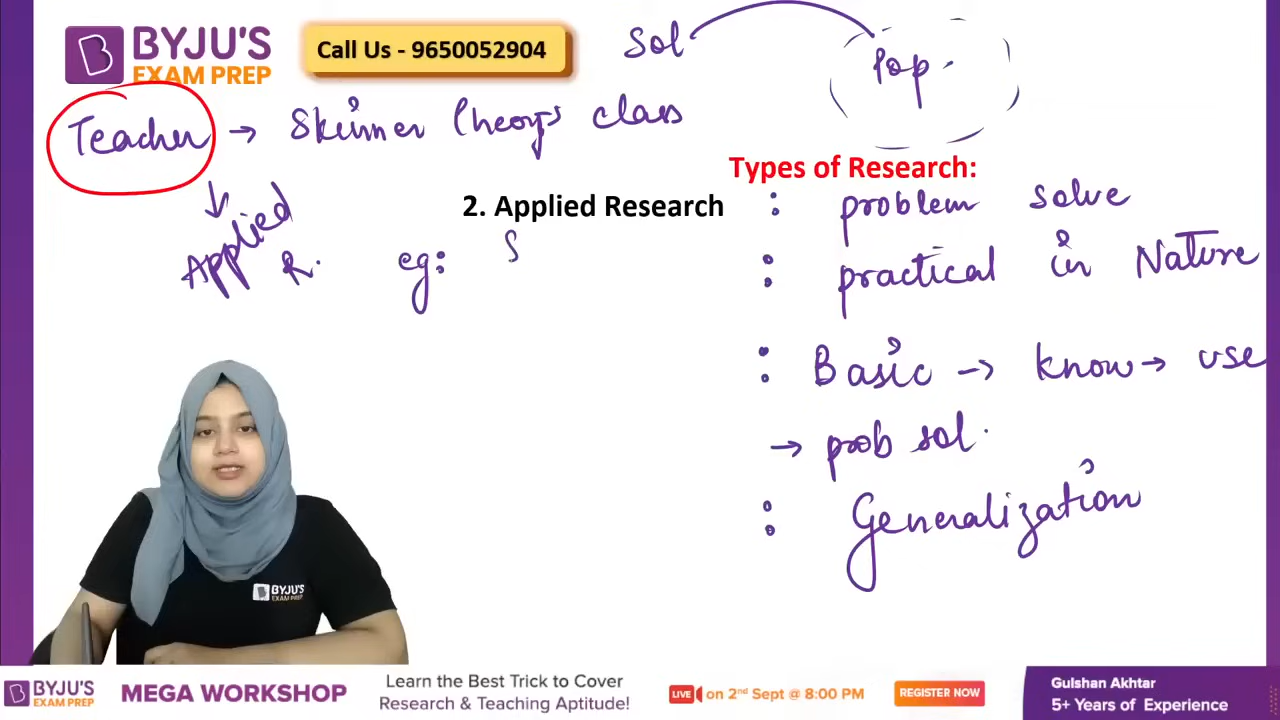 BYJU'S
EXAM PREP
Call Us - 9650052904
Sol
Pop.
Teacher → Skinner Theory's class
Types of Research:
2. Applied Research
: problem solve
Applied
R.
eg: S
: practical in Nature
: Basic → know → use
→ prob sol.
: Generalization
BYJU'S
EXAM PREP
BYJU'S
EXAM PREP
MEGA WORKSHOP
Learn the Best Trick to Cover
Research & Teaching Aptitude!
LIVE on 2nd Sept @ 8:00 PM
REGISTER NOW
Gulshan Akhtar
5+ Years of Experience